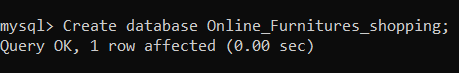 mysql> Create database Online_Furnitures_shopping;
Query OK, 1 row affected (0.00 sec)